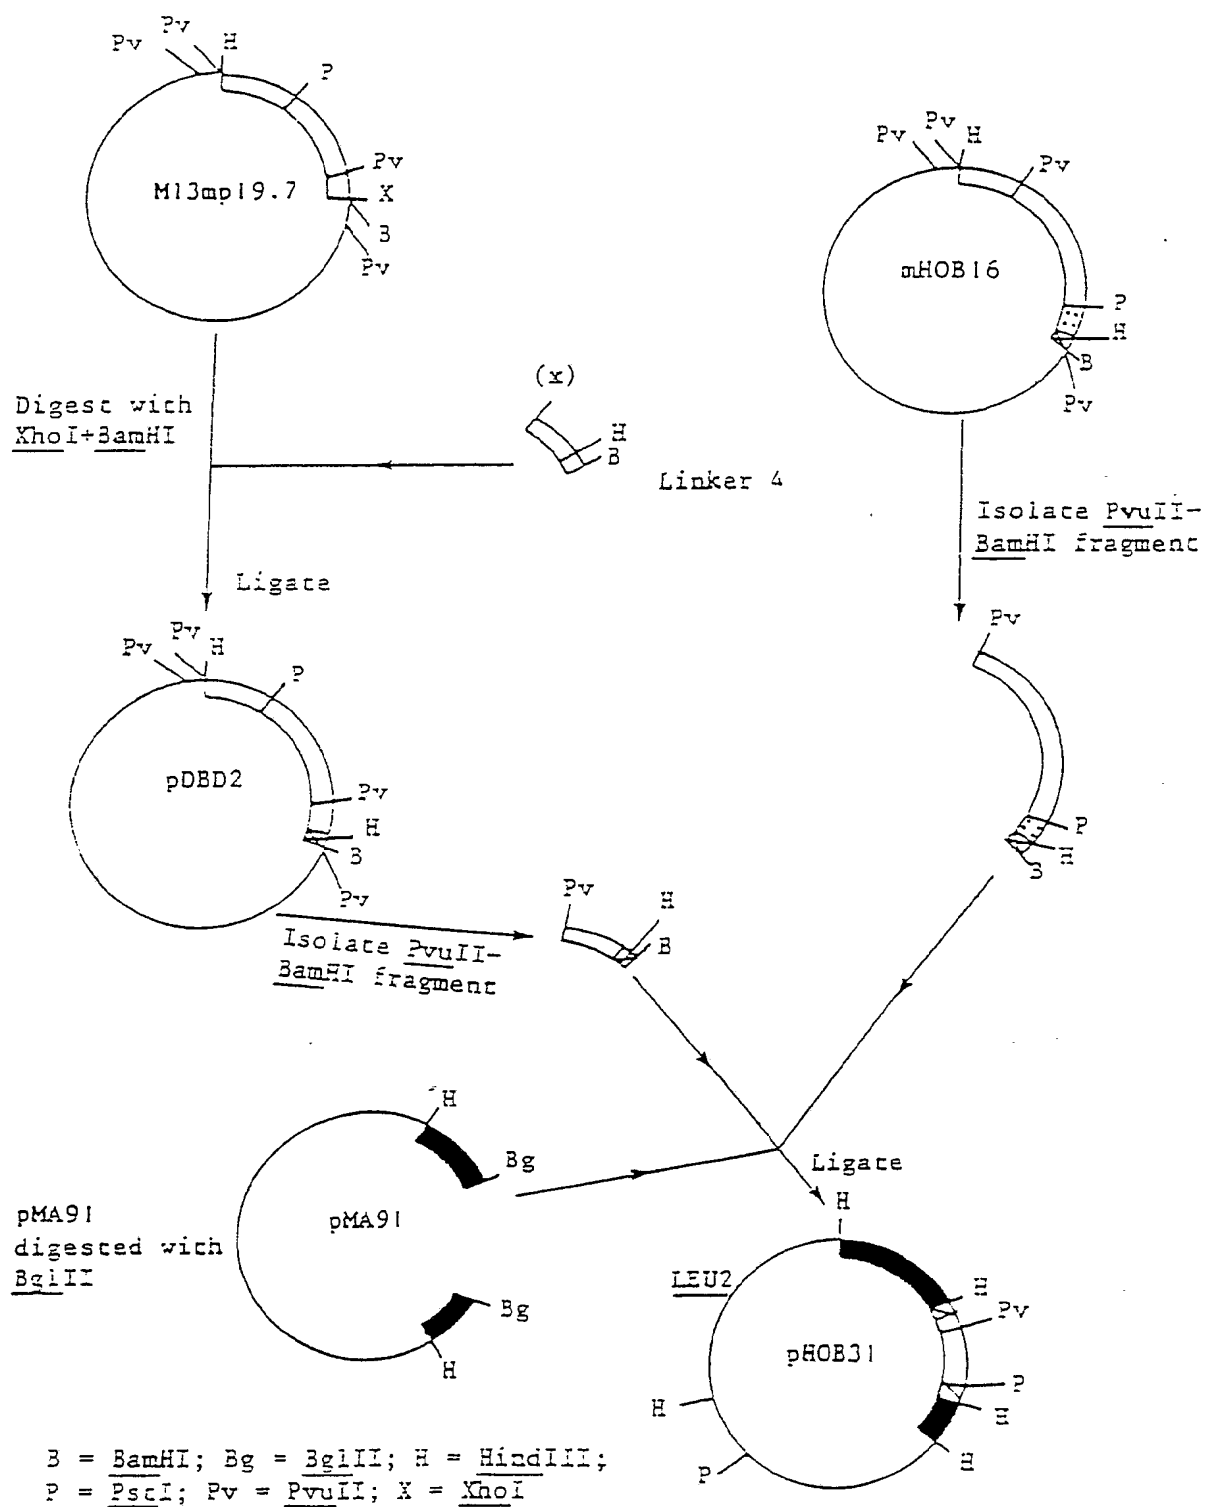 Pv
Pv
H
P
Pv
X
B
Pv
M13mp19.7
Pv
Pv
H
Pv
P
H
B
Pv
mHOB16
Digest with
XhoI+BamHI
(x)
H
B
Linker 4
Isolate PvuII-
BamHI fragment
Ligate
Pv
Pv
H
P
Pv
H
B
Pv
pDBD2
Pv
P
H
B
Isolate PvuII-
BamHI fragment
Pv
H
B
pMA91
digested with
BglII
H
Bg
pMA91
Bg
H
Ligate
H
LEU2
H
Pv
pHOB31
P
H
H
H
P
B = BamHI; Bg = BglII; H = HindIII;
P = PstI; Pv = PvuII; X = XhoI